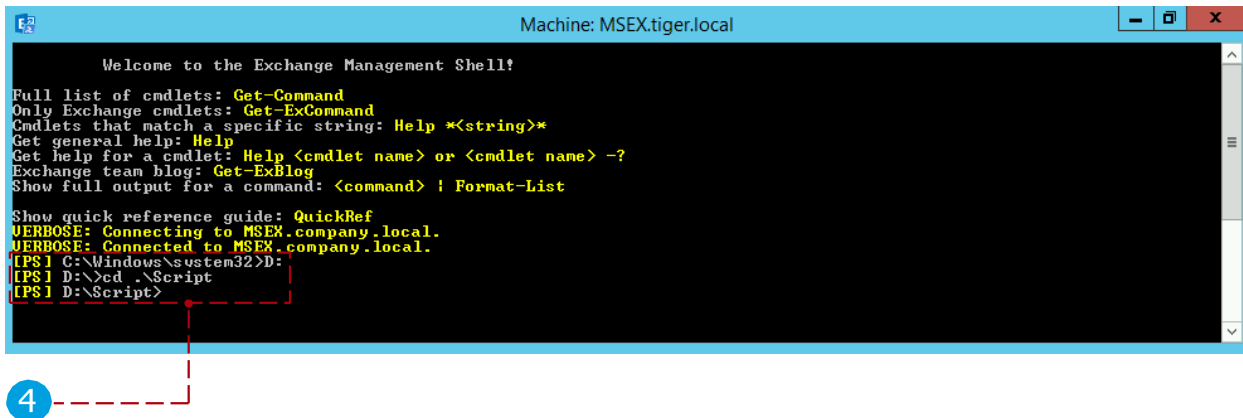 Machine: MSEX.tiger.local
Welcome to the Exchange Management Shell!
Full list of cmdlets: Get-Command
Only Exchange cmdlets: Get-ExCommand
Cmdlets that match a specific string: Help *<string>*
Get general help: Help
Get help for a cmdlet: Help <cmdlet name> or <cmdlet name> -?
Exchange team blog: Get-ExBlog
Show full output for a command: <command> | Format-List
Show quick reference guide: QuickRef
VERBOSE: Connecting to MSEX.company.local.
VERBOSE: Connected to MSEX.company.local.
[PS] C:\Windows\system32>D:
[PS] D:\>cd .\Script
[PS] D:\Script>
4